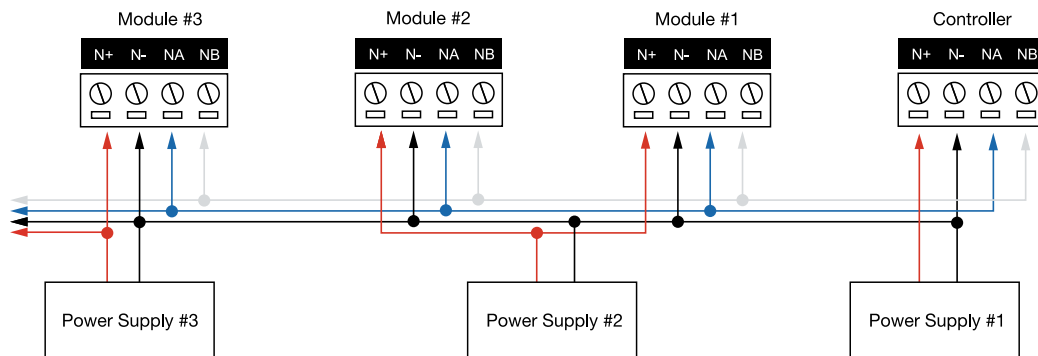 Module #3 Module #2 Module #1 Controller
N+ N- NA NB N+ N- NA NB N+ N- NA NB N+ N- NA NB
Power Supply #3 Power Supply #2 Power Supply #1